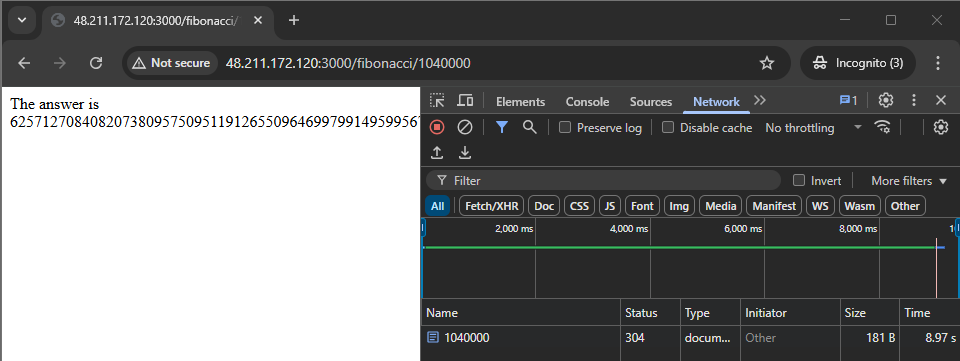 48.211.172.120:3000/fibonacci/
Not secure 48.211.172.120:3000/fibonacci/1040000 Incognito (3)
The answer is
6257127084082073809575095119126550964699799149599567
Elements Console Sources Network 1
Preserve log Disable cache No throttling
Filter Invert More filters
All Fetch/XHR Doc CSS JS Font Img Media Manifest WS Wasm Other
2,000 ms 4,000 ms 6,000 ms 8,000 ms
Name Status Type Initiator Size Time
1040000 304 docum... Other 181 B 8.97 s